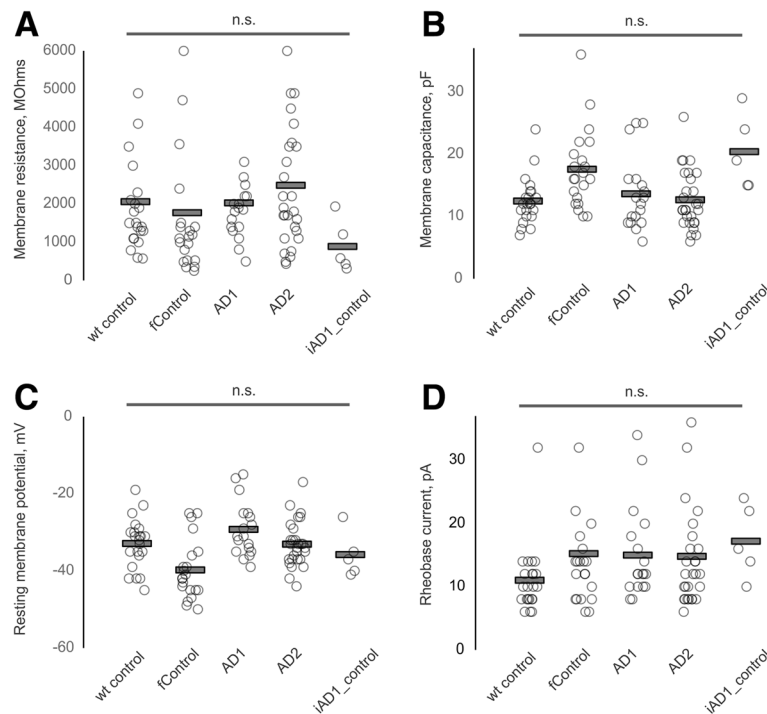 A
n.s.
Membrane resistance, MOhms
6000
5000
4000
3000
2000
1000
0
wt control
fControl
AD1
AD2
iAD1_control
B
n.s.
Membrane capacitance, pF
30
20
10
0
wt control
fControl
AD1
AD2
iAD1_control
C
n.s.
Resting membrane potential, mV
0
-20
-40
-60
wt control
fControl
AD1
AD2
iAD1_control
D
n.s.
Rheobase current, pA
30
20
10
0
wt control
fControl
AD1
AD2
iAD1_control